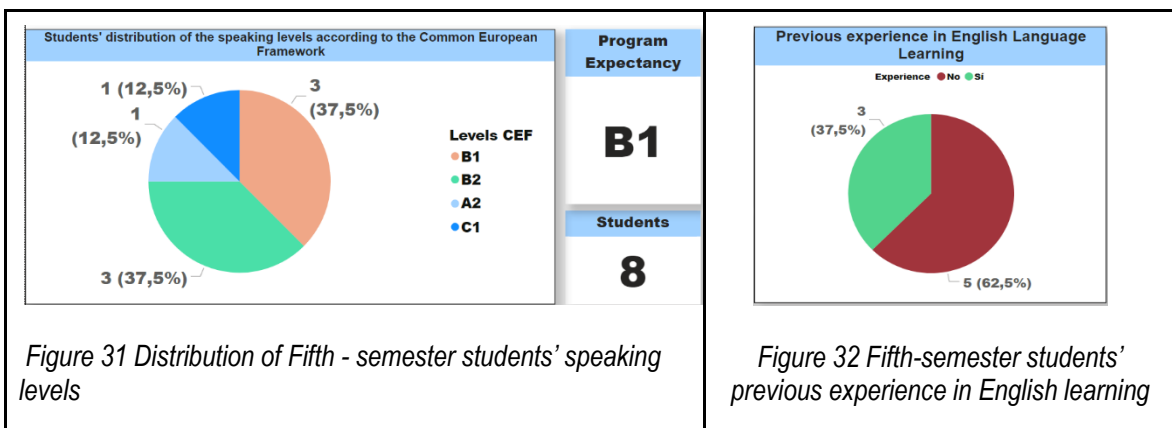 Students' distribution of the speaking levels according to the Common European
Framework
1 (12,5%)
1
(12,5%)
3
(37,5%)
3 (37,5%)
Levels CEF
B1
B2
A2
C1
Program
Expectancy
B1
Students
8
Figure 31 Distribution of Fifth - semester students' speaking
levels
Previous experience in English Language
Learning
Experience No Sí
3
(37,5%)
5 (62,5%)
Figure 32 Fifth-semester students'
previous experience in English learning